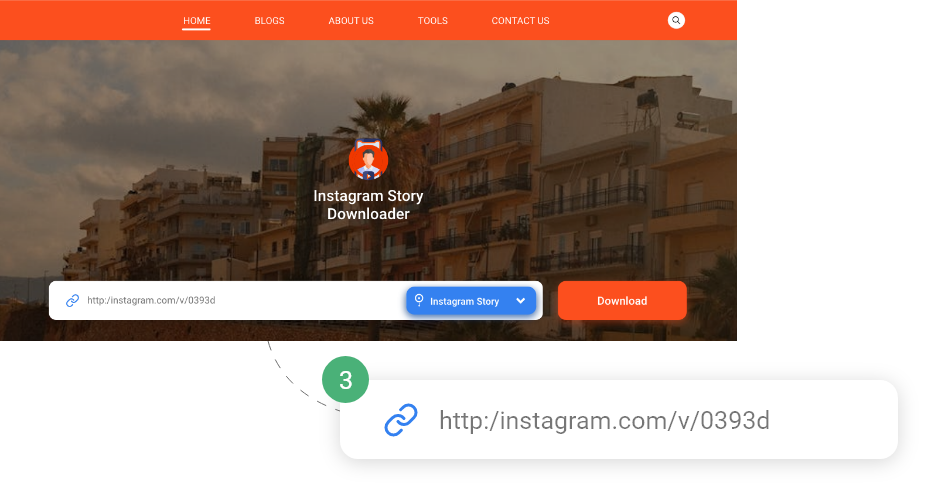 HOME BLOGS ABOUT US TOOLS CONTACT US
Instagram Story
Downloader
http:/instagram.com/v/0393d Instagram Story Download
3
http:/instagram.com/v/0393d